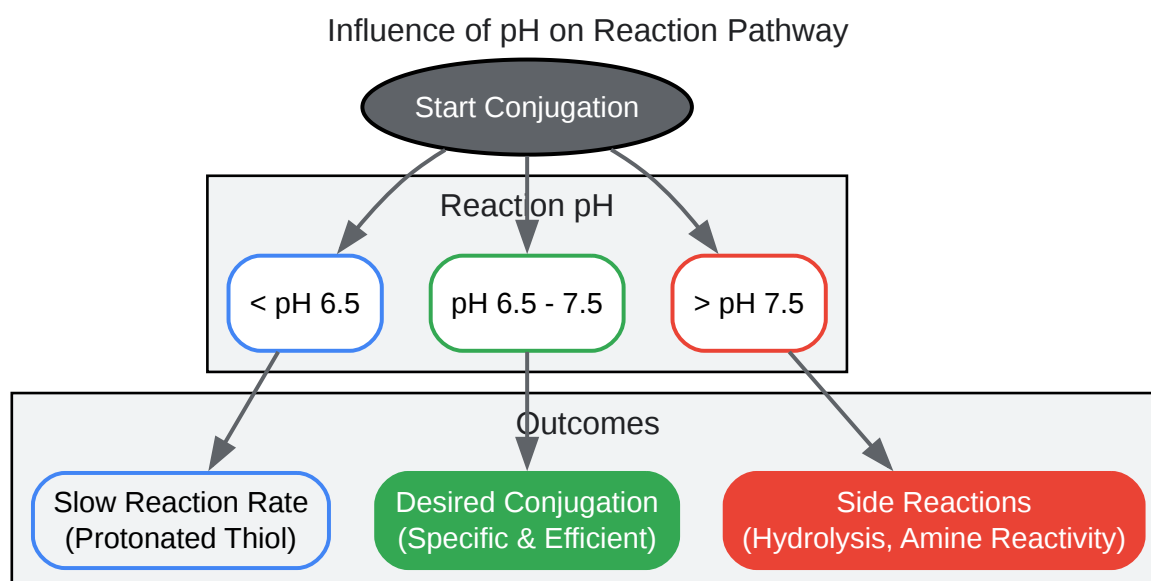 Influence of pH on Reaction Pathway
Start Conjugation
Reaction pH
< pH 6.5
pH 6.5 - 7.5
> pH 7.5
Outcomes
Slow Reaction Rate
(Protonated Thiol)
Desired Conjugation
(Specific & Efficient)
Side Reactions
(Hydrolysis, Amine Reactivity)